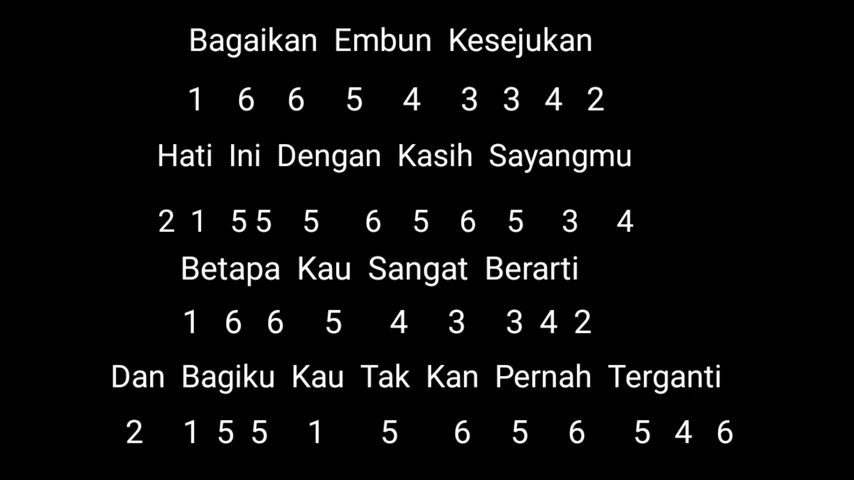 Bagaikan Embun Kesejukan
1 6 6 5 4 3 3 4 2
Hati Ini Dengan Kasih Sayangmu
2 1 5 5 5 6 5 6 5 3 4
Betapa Kau Sangat Berarti
1 6 6 5 4 3 3 4 2
Dan Bagiku Kau Tak Kan Pernah Terganti
2 1 5 5 1 5 6 5 6 5 4 6